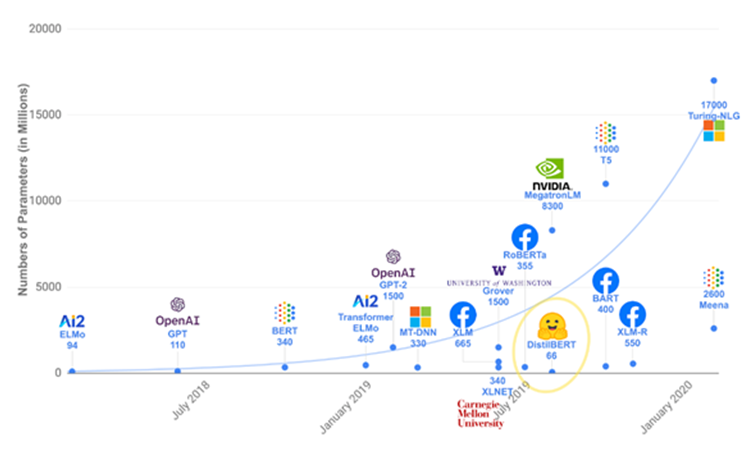 20000
15000
10000
5000
0
Numbers of Parameters (in Millions)
July 2018
January 2019
July 2019
January 2020
Ai2
ELMo
94
OpenAI
GPT
110
BERT
340
Ai2
Transformer
ELMo
465
OpenAI
GPT-2
1500
MT-DNN
330
XLM
665
UNIVERSITY of WASHINGTON
Grover
1500
340
XLNET
Carnegie
Mellon
University
RoBERTa
355
NVIDIA.
MegatronLM
8300
DistilBERT
66
11000
T5
BART
400
XLM-R
550
17000
Turing-NLG
2600
Meena